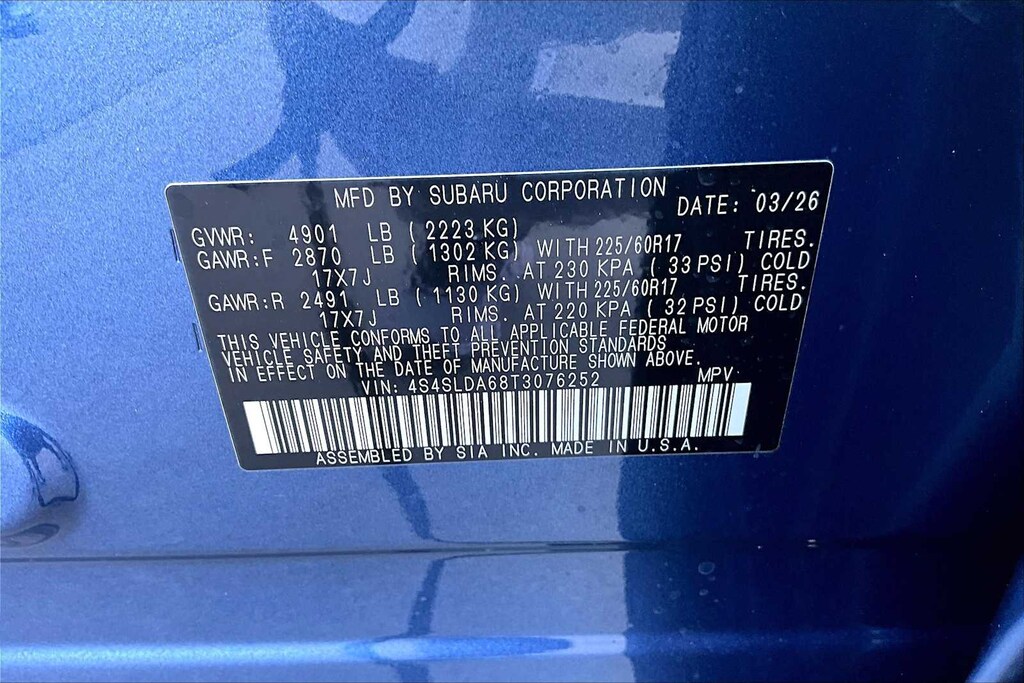 MFD BY SUBARU CORPORATION DATE: 03/26
GVWR: 4901 LB ( 2223 KG)
GAWR:F 2870 LB ( 1302 KG) WITH 225/60R17 TIRES.
17X7J RIMS. AT 230 KPA ( 33 PSI) COLD
GAWR:R 2491 LB ( 1130 KG) WITH 225/60R17 TIRES.
17X7J RIMS. AT 220 KPA ( 32 PSI) COLD
THIS VEHICLE CONFORMS TO ALL APPLICABLE FEDERAL MOTOR
VEHICLE SAFETY AND THEFT PREVENTION STANDARDS
IN EFFECT ON THE DATE OF MANUFACTURE SHOWN ABOVE.
VIN: 4S4SLDA68T3076252 MPV
ASSEMBLED BY SIA INC. MADE IN U.S.A.